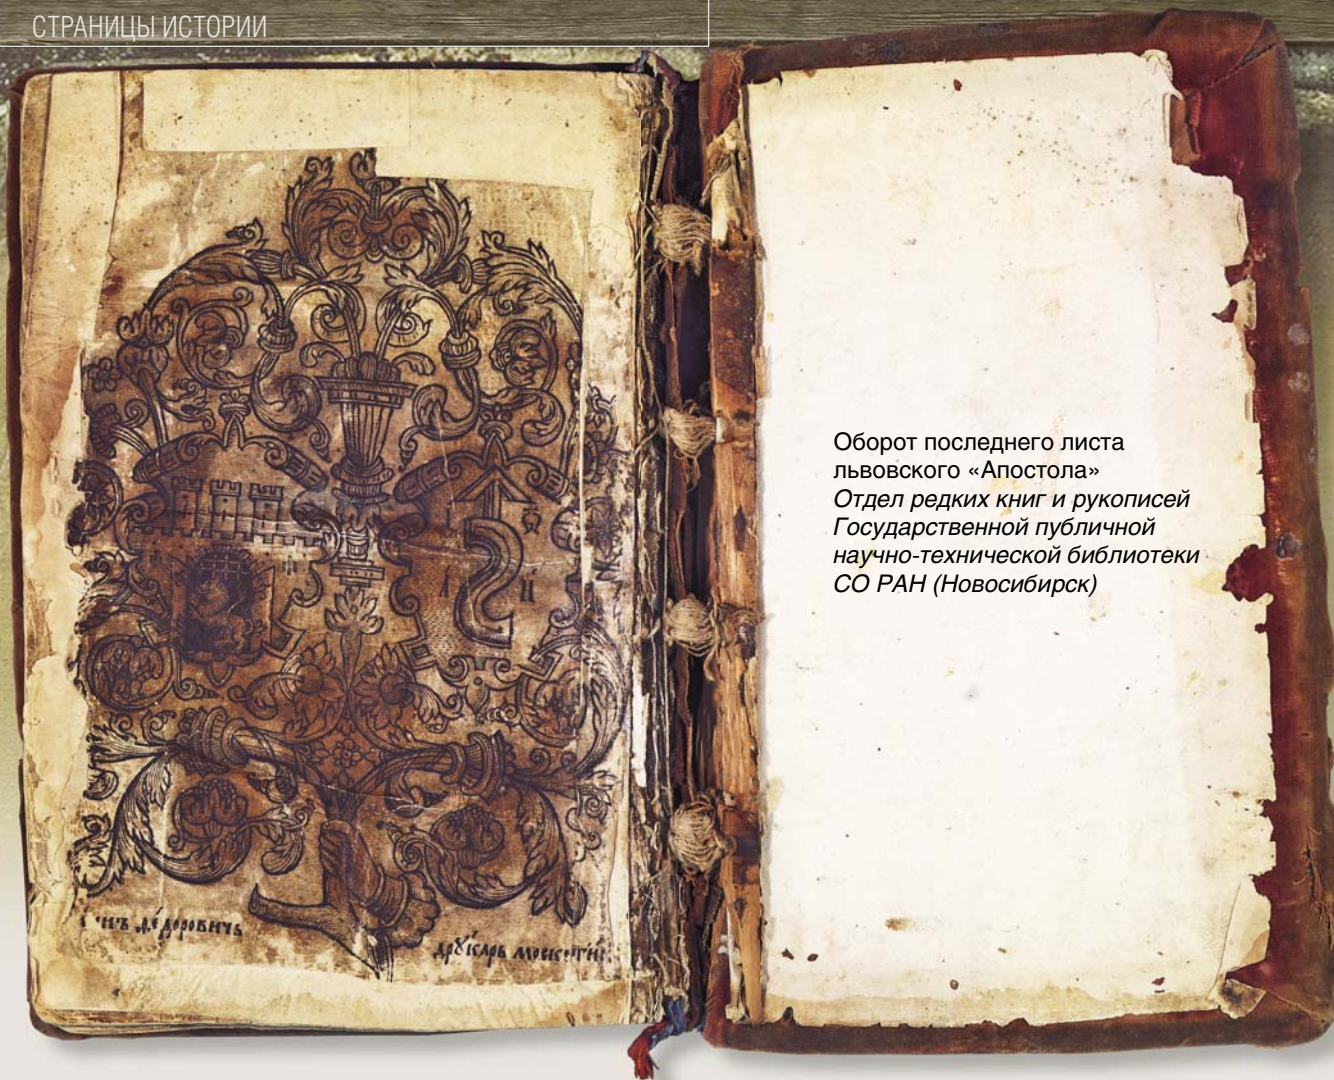 СТРАНИЦЫ ИСТОРИИ
Оборот последнего листа
львовского «Апостола»
Отдел редких книг и рукописей
Государственной публичной
научно-технической библиотеки
СО РАН (Новосибирск)
друкарь